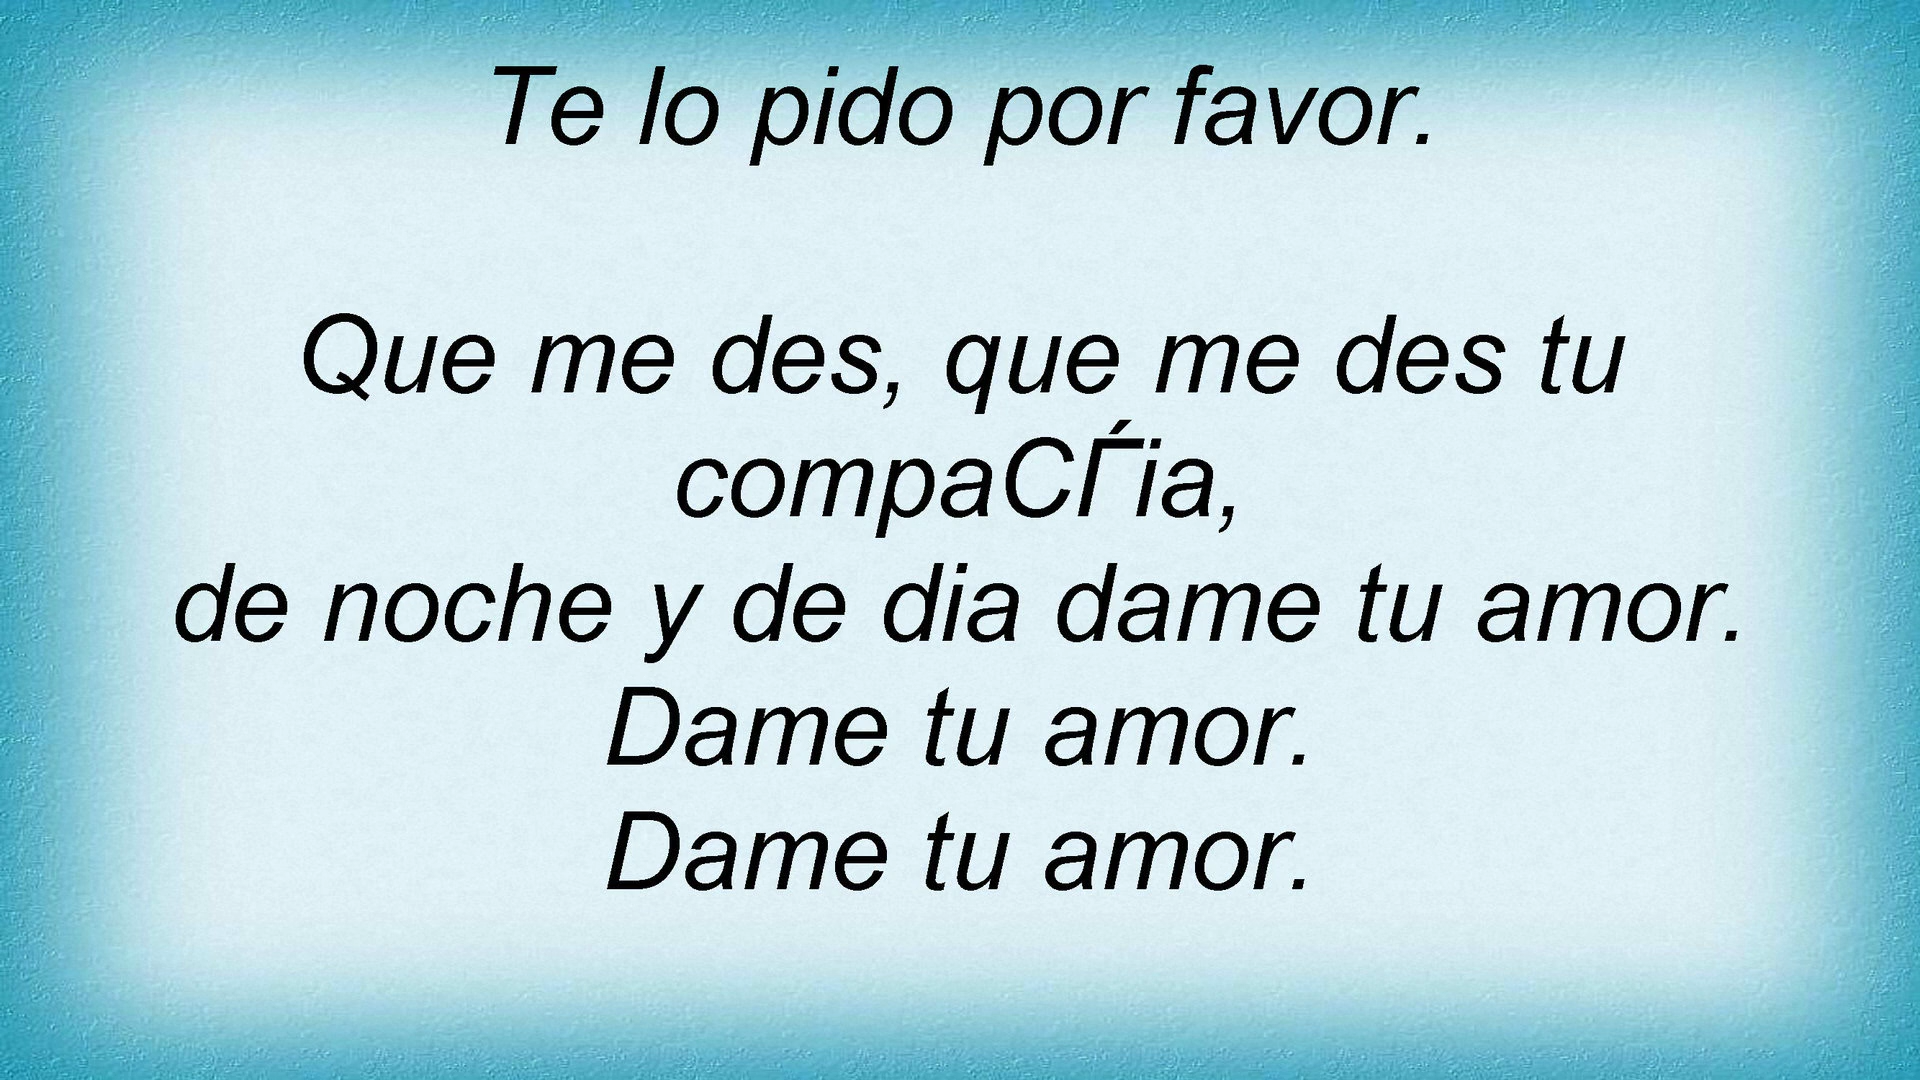 Te lo pido por favor.
Que me des, que me des tu
compaCЃia,
de noche y de dia dame tu amor.
Dame tu amor.
Dame tu amor.